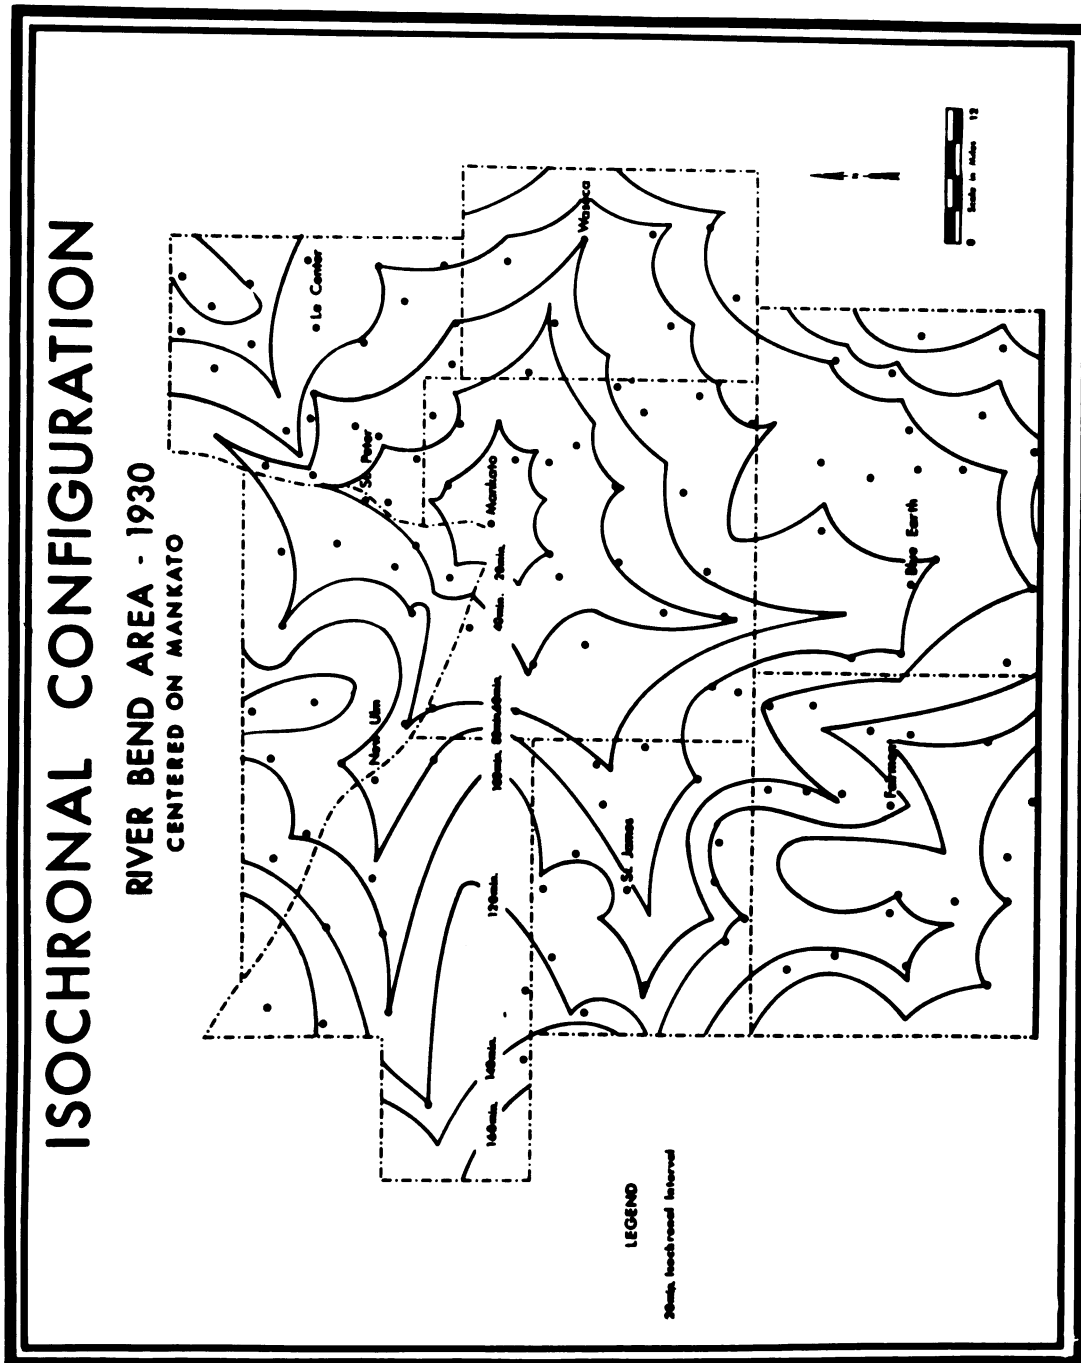 ISOCHRONAL CONFIGURATION
RIVER BEND AREA - 1930
CENTERED ON MANKATO
Le Center
St. Peter
Waseca
Mankato
New Ulm
20min.
40min.
60min.
80min.
100min.
120min.
140min.
160min.
St. James
Blue Earth
Fairmont
N
0 Scale in Miles 12
LEGEND
20min. Isochronal Interval